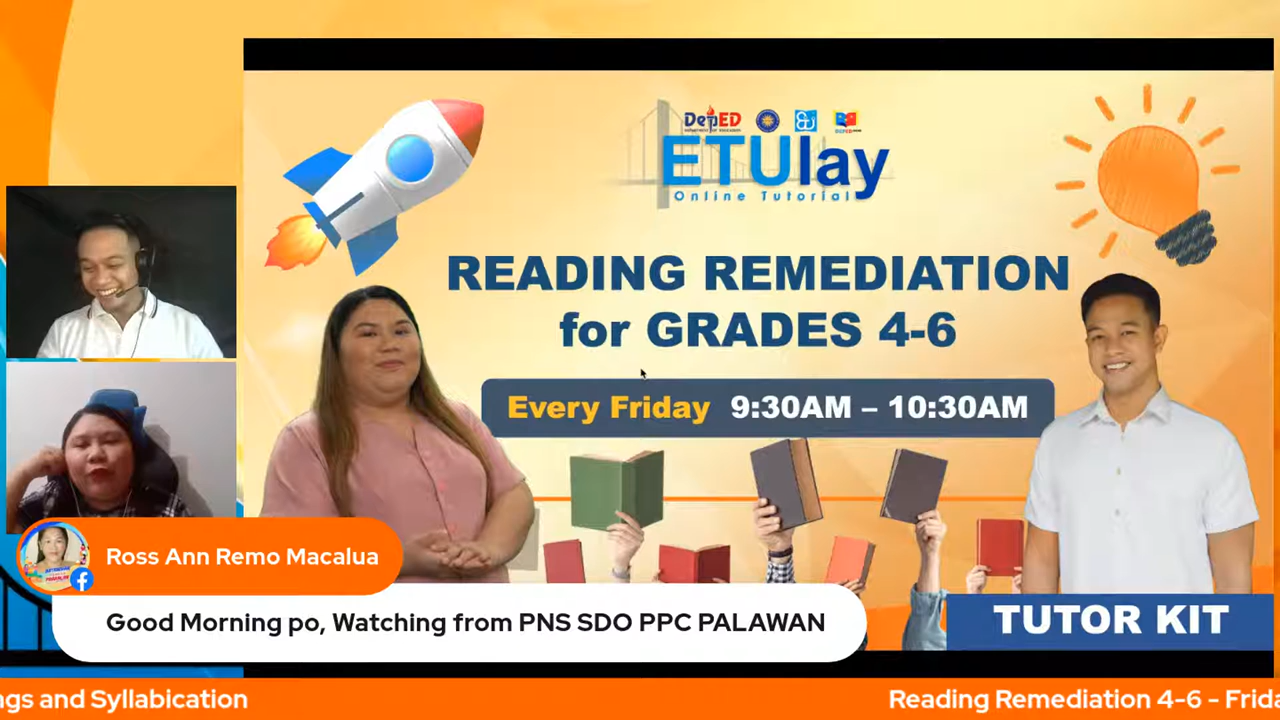 DepED
ETUlay
Online Tutorial
READING REMEDIATION
for GRADES 4-6
Every Friday 9:30AM – 10:30AM
TUTOR KIT
Ross Ann Remo Macalua
Good Morning po, Watching from PNS SDO PPC PALAWAN
ngs and Syllabication
Reading Remediation 4-6 - Frida